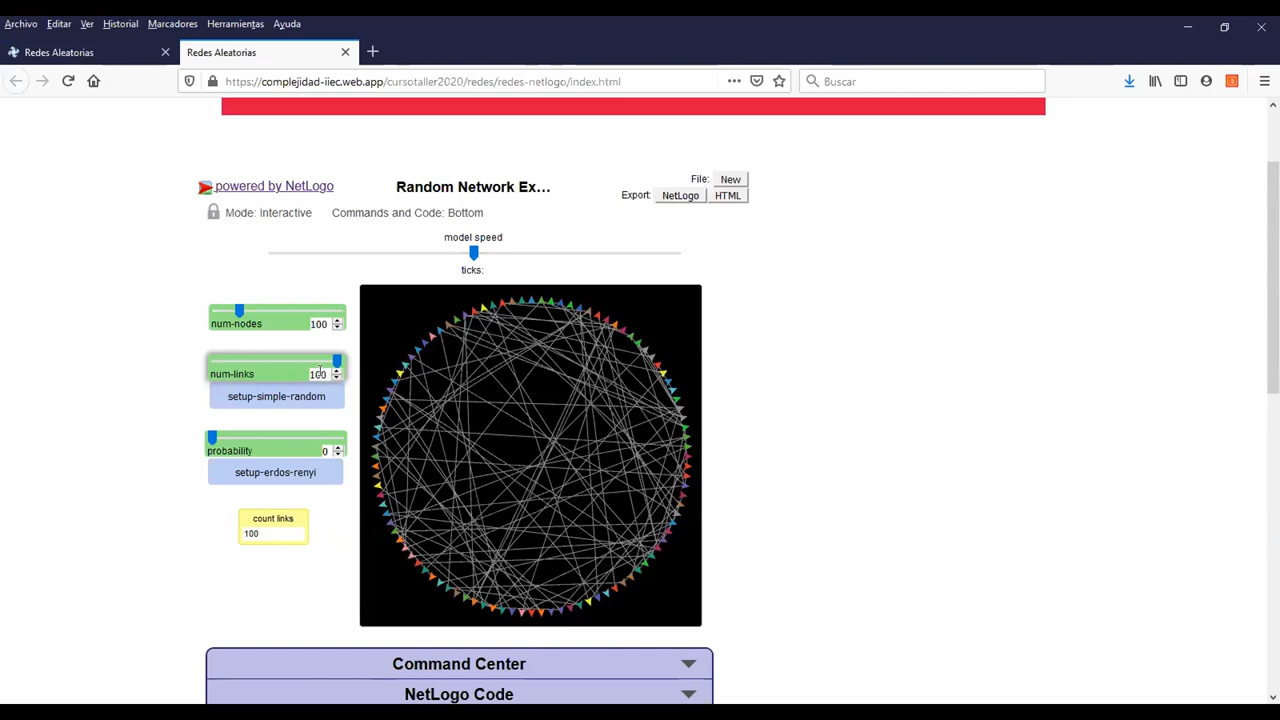 Archivo Editar Ver Historial Marcadores Herramientas Ayuda
Redes Aleatorias
Redes Aleatorias
https://complejidad-iiec.web.app/cursotaller2020/redes/redes-netlogo/index.html
Buscar
powered by NetLogo
Random Network Ex…
File: New
Export: NetLogo HTML
Mode: Interactive
Commands and Code: Bottom
model speed
ticks:
num-nodes 100
num-links 100
setup-simple-random
probability 0
setup-erdos-renyi
count links
100
Command Center
NetLogo Code